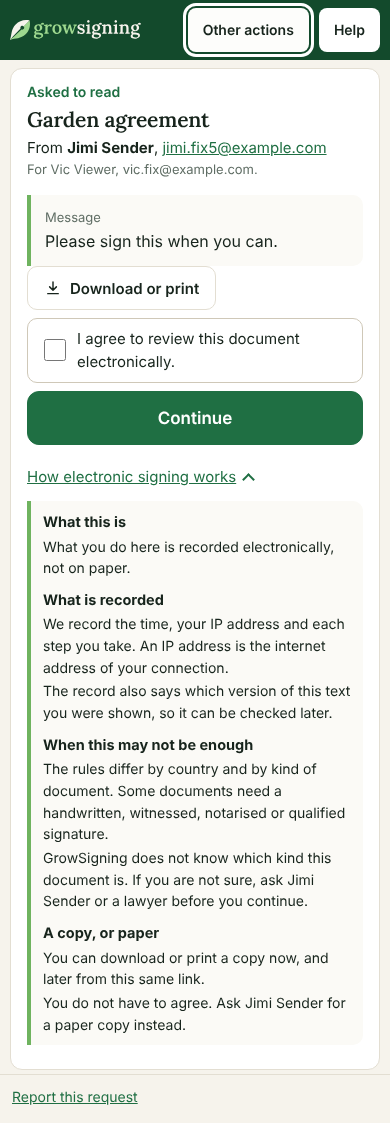 growsigning
Other actions
Help
Asked to read
Garden agreement
From Jimi Sender, jimi.fix5@example.com
For Vic Viewer, vic.fix@example.com.
Message
Please sign this when you can.
Download or print
I agree to review this document
electronically.
Continue
How electronic signing works
What this is
What you do here is recorded electronically,
not on paper.
What is recorded
We record the time, your IP address and each
step you take. An IP address is the internet
address of your connection.
The record also says which version of this text
you were shown, so it can be checked later.
When this may not be enough
The rules differ by country and by kind of
document. Some documents need a
handwritten, witnessed, notarised or qualified
signature.
GrowSigning does not know which kind this
document is. If you are not sure, ask Jimi
Sender or a lawyer before you continue.
A copy, or paper
You can download or print a copy now, and
later from this same link.
You do not have to agree. Ask Jimi Sender for
a paper copy instead.
Report this request